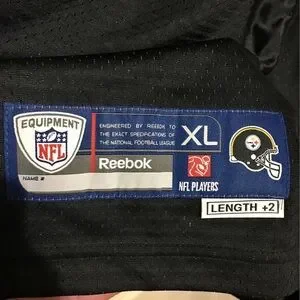 EQUIPMENT
NFL
NAME #
ENGINEERED BY REEBOK TO
THE EXACT SPECIFICATIONS OF
THE NATIONAL FOOTBALL LEAGUE
XL
Reebok
NFL PLAYERS
LENGTH +2